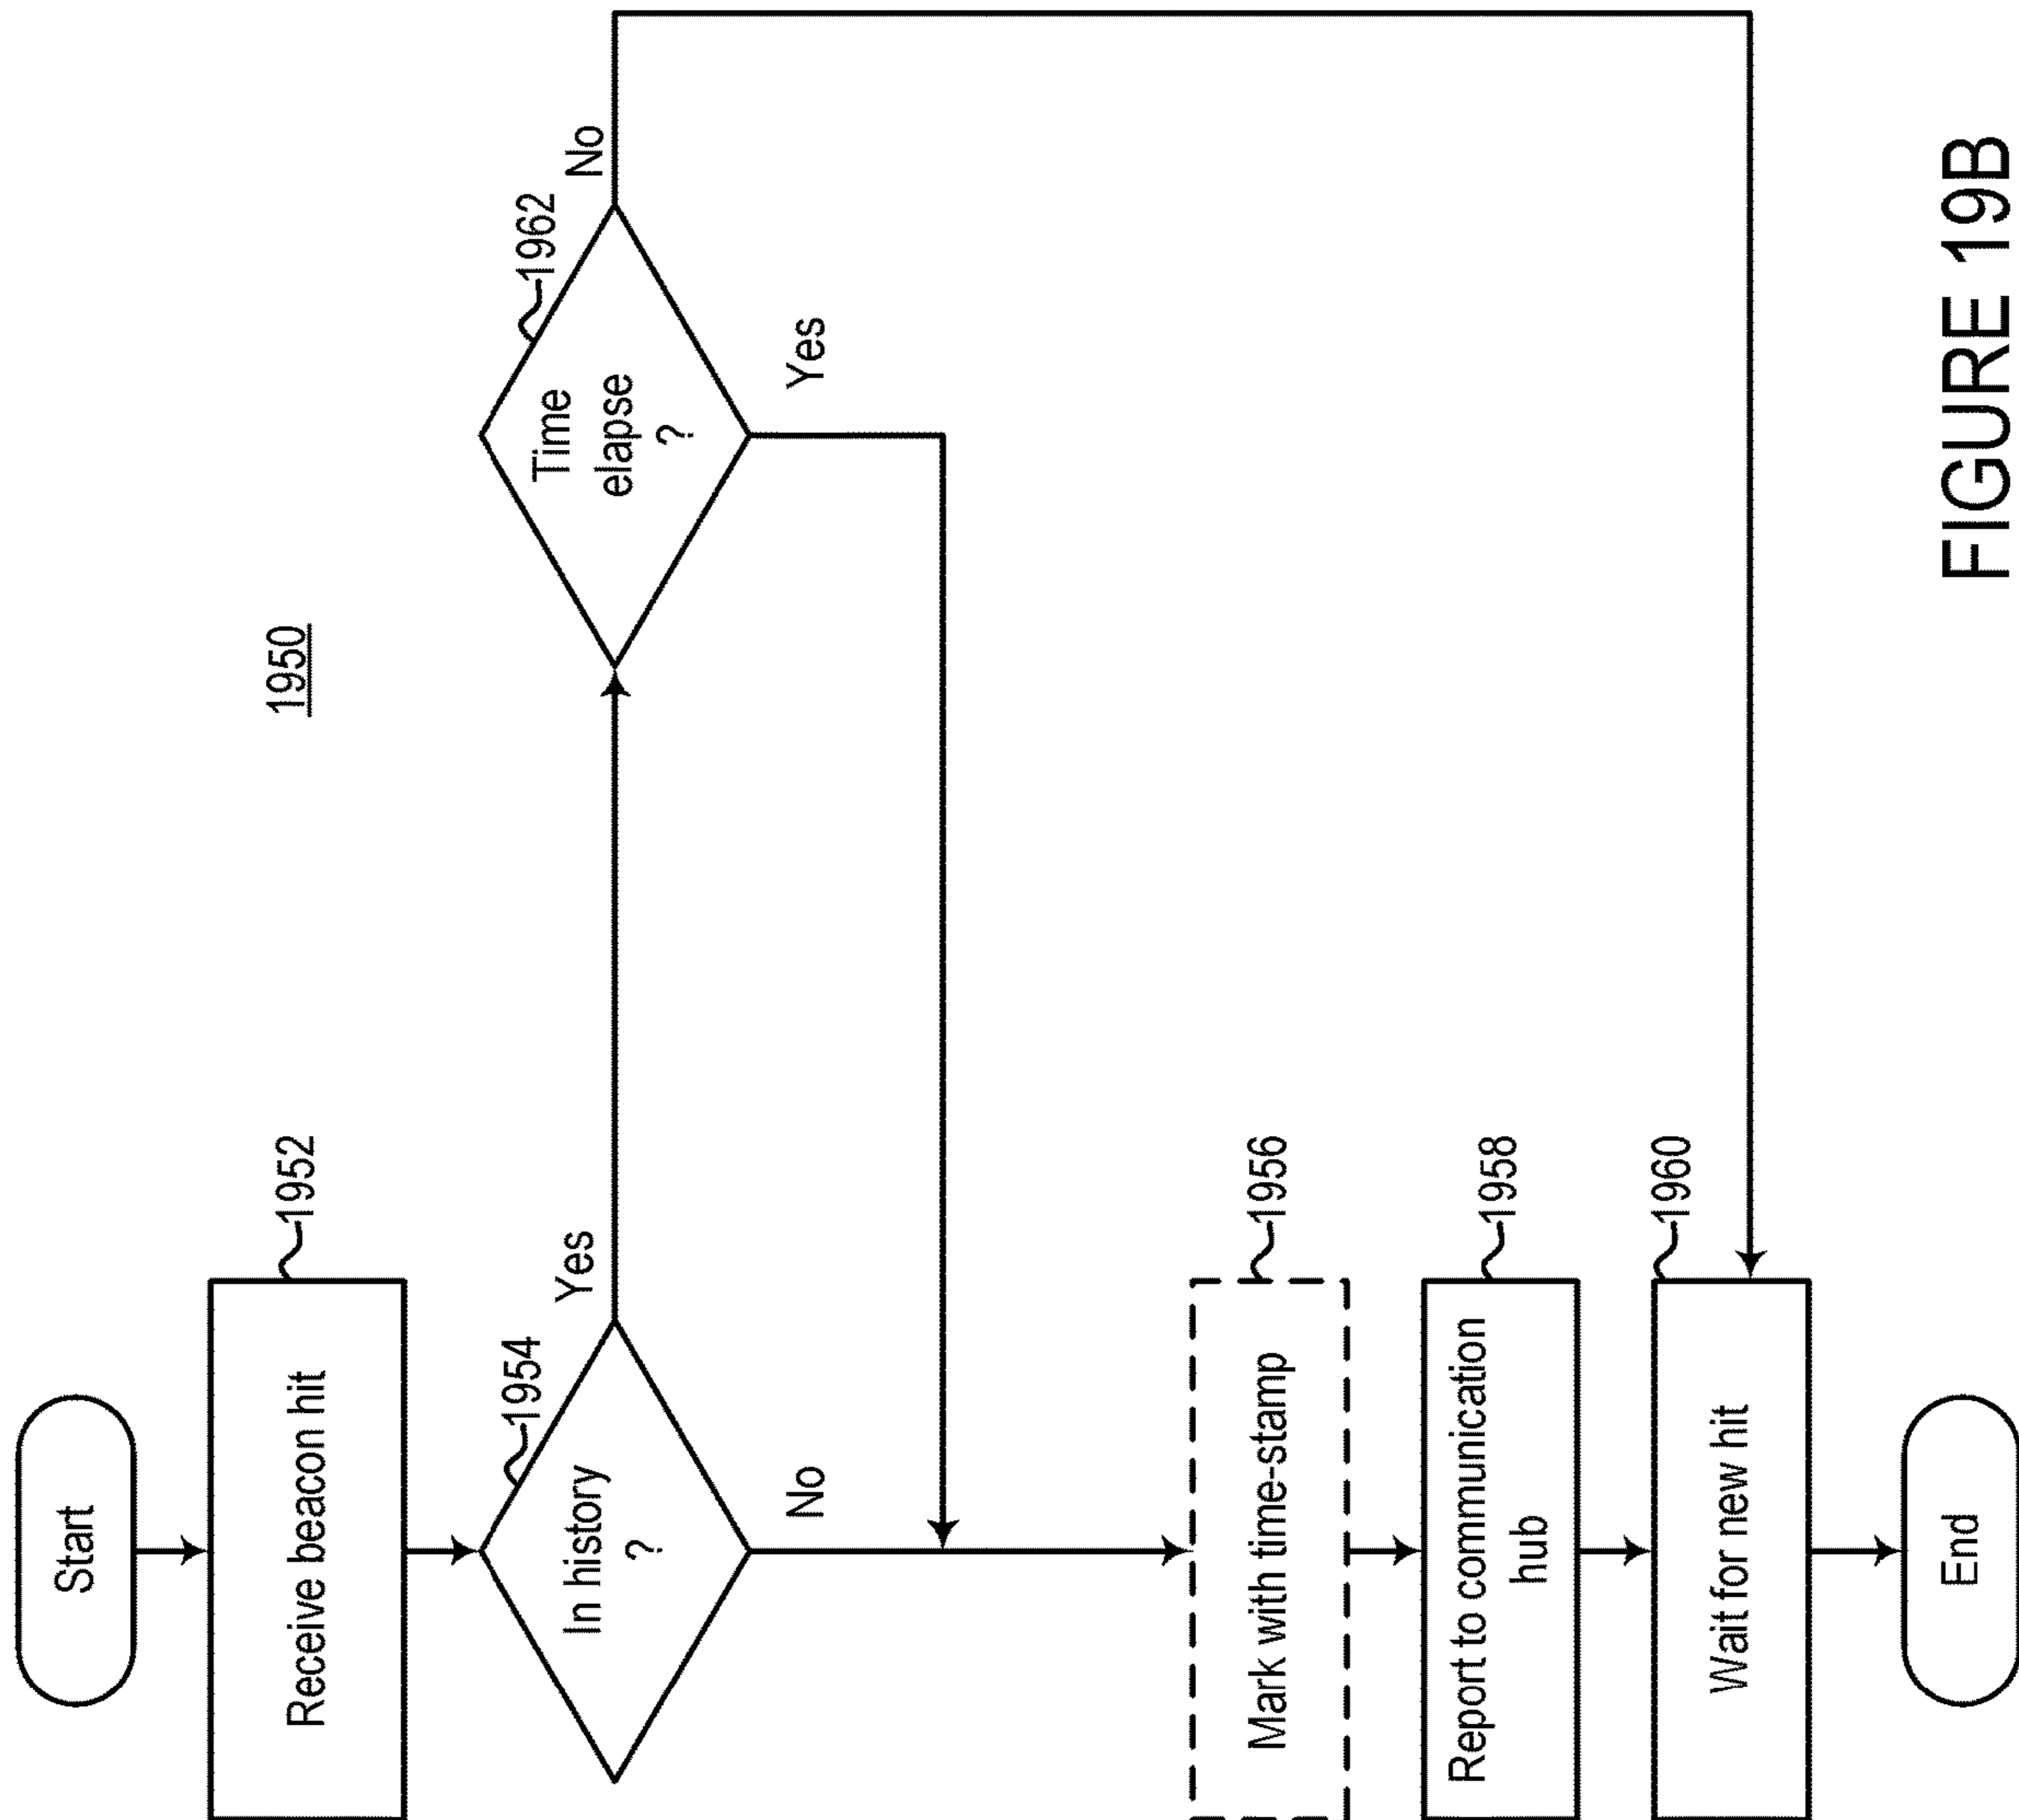 1950
Start
Receive beacon hit
1952
In history
?
1954
Yes
No
Time
elapse
?
1962
No
Yes
Mark with time-stamp
1956
Report to communication
hub
1958
Wait for new hit
1960
End
FIGURE 19B